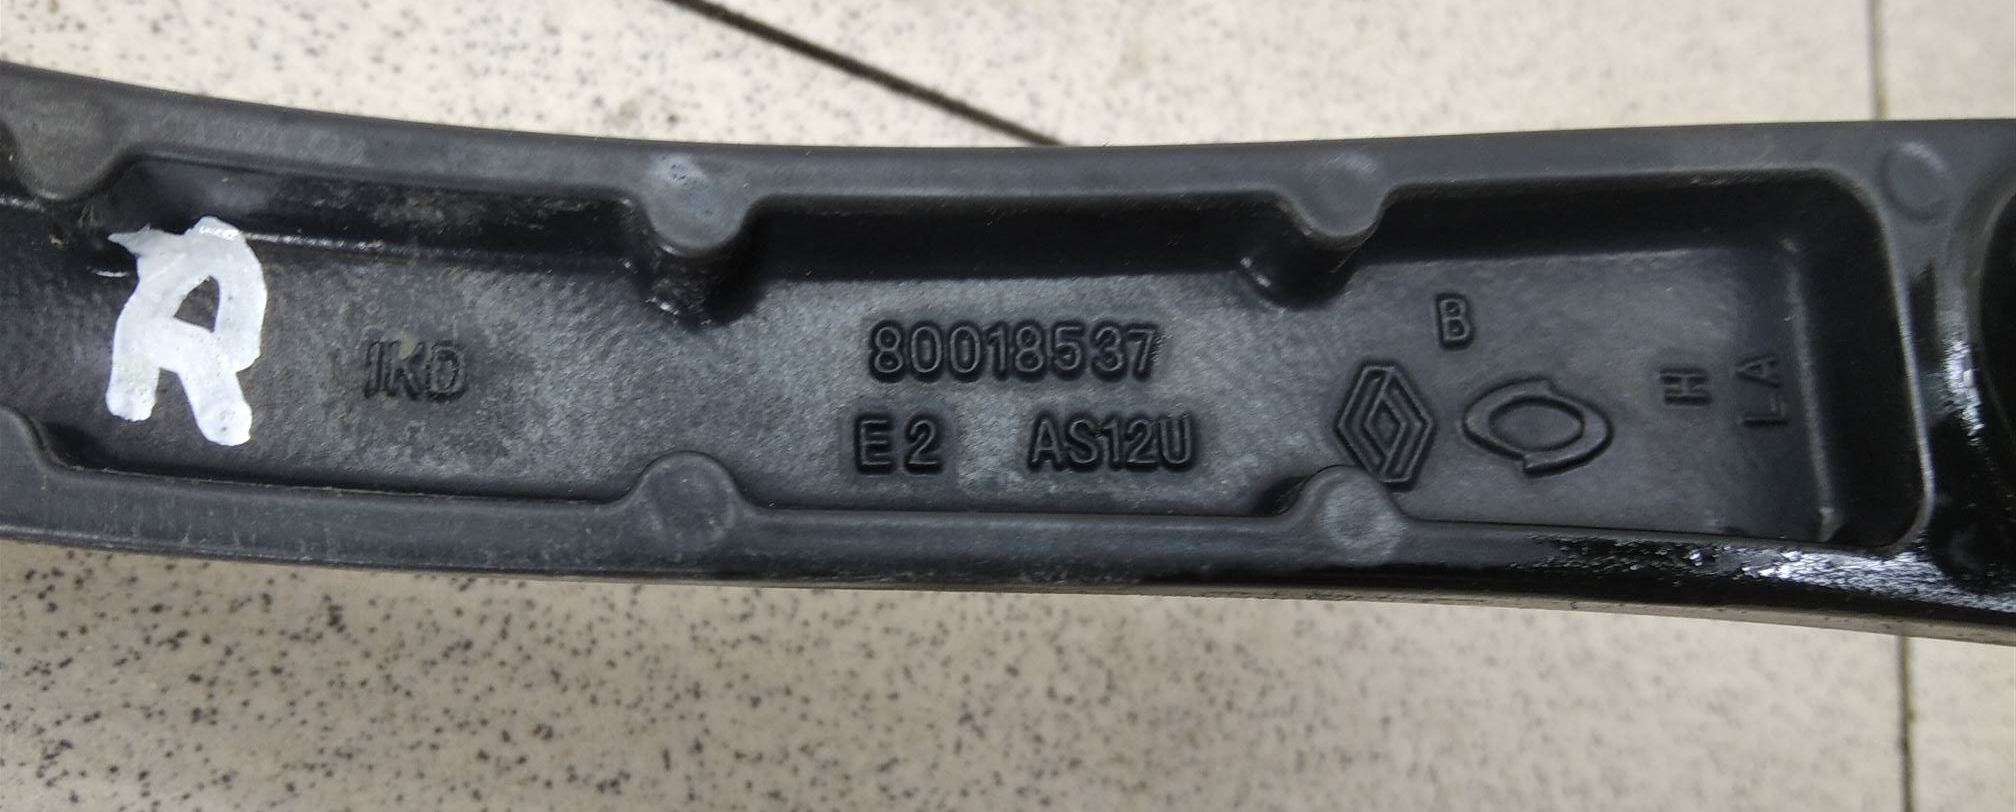 R
IKD
80018537
E2 AS12U
B
H
LA